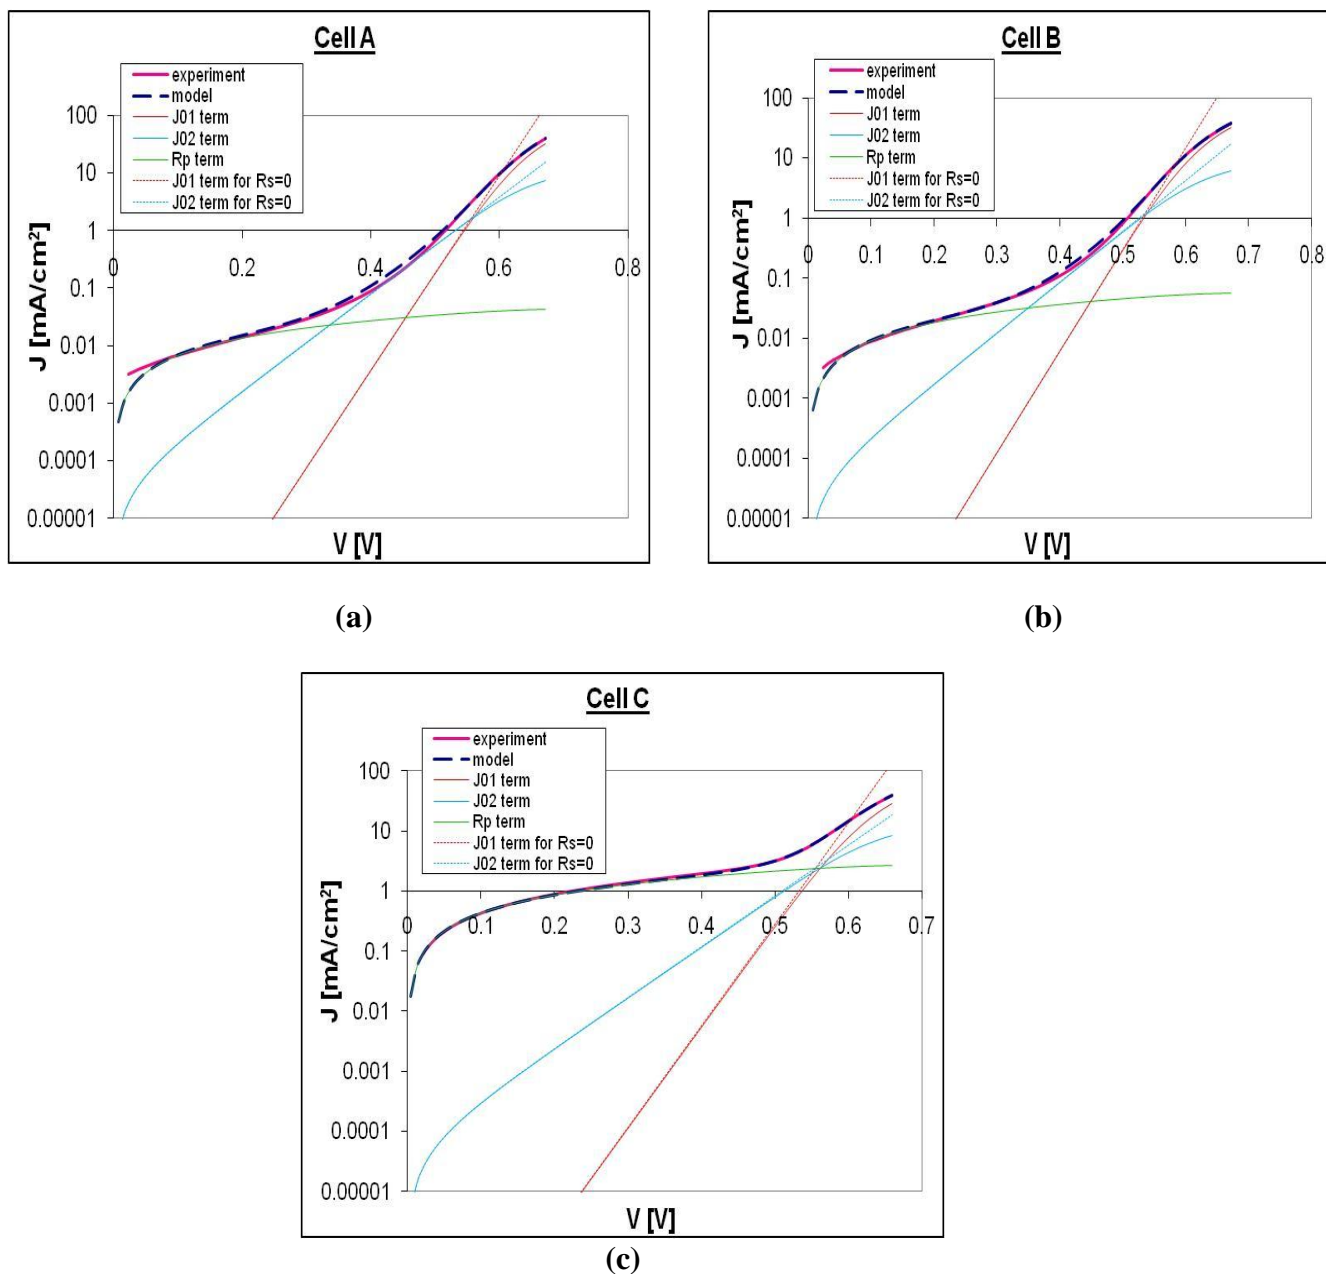 Cell A
experiment
model
J01 term
J02 term
Rp term
J01 term for Rs=0
J02 term for Rs=0
100
10
1
0.1
0.01
0.001
0.0001
0.00001
0 0.2 0.4 0.6 0.8
J [mA/cm²]
V [V]
(a)
Cell B
experiment
model
J01 term
J02 term
Rp term
J01 term for Rs=0
J02 term for Rs=0
100
10
1
0.1
0.01
0.001
0.0001
0.00001
0 0.1 0.2 0.3 0.4 0.5 0.6 0.7 0.8
J [mA/cm²]
V [V]
(b)
Cell C
experiment
model
J01 term
J02 term
Rp term
J01 term for Rs=0
J02 term for Rs=0
100
10
1
0.1
0.01
0.001
0.0001
0.00001
0 0.1 0.2 0.3 0.4 0.5 0.6 0.7
J [mA/cm²]
V [V]
(c)